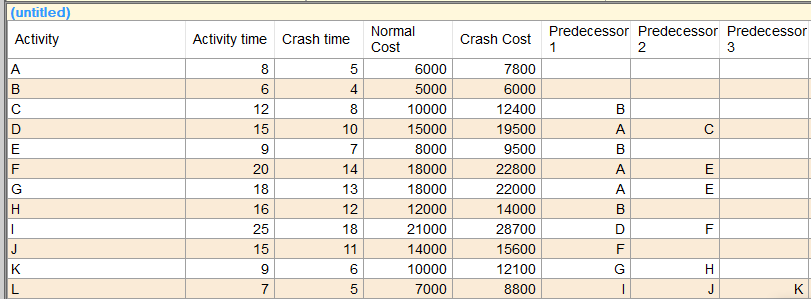 (untitled)
Activity Activity time Crash time Normal Cost Crash Cost Predecessor 1 Predecessor 2 Predecessor 3
A 8 5 6000 7800
B 6 4 5000 6000
C 12 8 10000 12400 B
D 15 10 15000 19500 A C
E 9 7 8000 9500 B
F 20 14 18000 22800 A E
G 18 13 18000 22000 A E
H 16 12 12000 14000 B
I 25 18 21000 28700 D F
J 15 11 14000 15600 F
K 9 6 10000 12100 G H
L 7 5 7000 8800 I J K